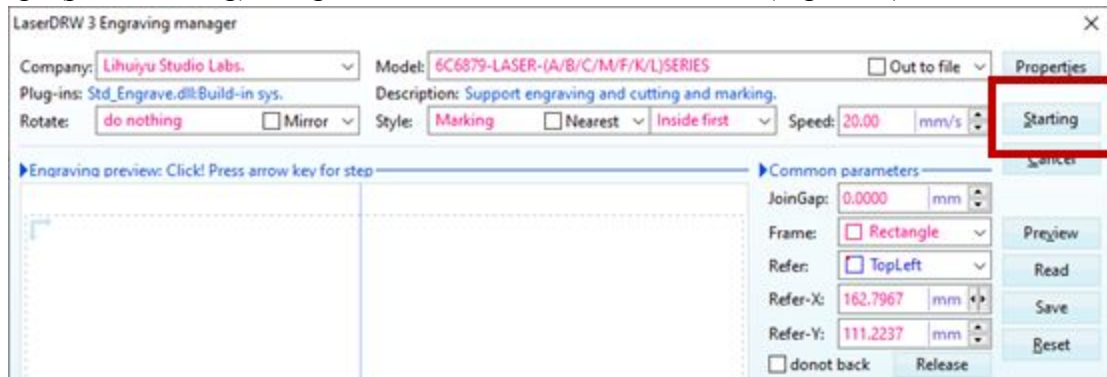 LaserDRW 3 Engraving manager
Company: Lihuiyu Studio Labs. Model: 6C6879-LASER-(A/B/C/M/F/K/L)SERIES Out to file Properties
Plug-ins: Std_Engrave.dll:Build-in sys. Description: Support engraving and cutting and marking.
Rotate: do nothing Mirror Style: Marking Nearest Inside first Speed: 20.00 mm/s Starting
Cancel
Engraving preview: Click! Press arrow key for step Common parameters
JoinGap: 0.0000 mm
Frame: Rectangle Preview
Refer: TopLeft Read
Refer-X: 162.7967 mm Save
Refer-Y: 111.2237 mm Reset
donot back Release